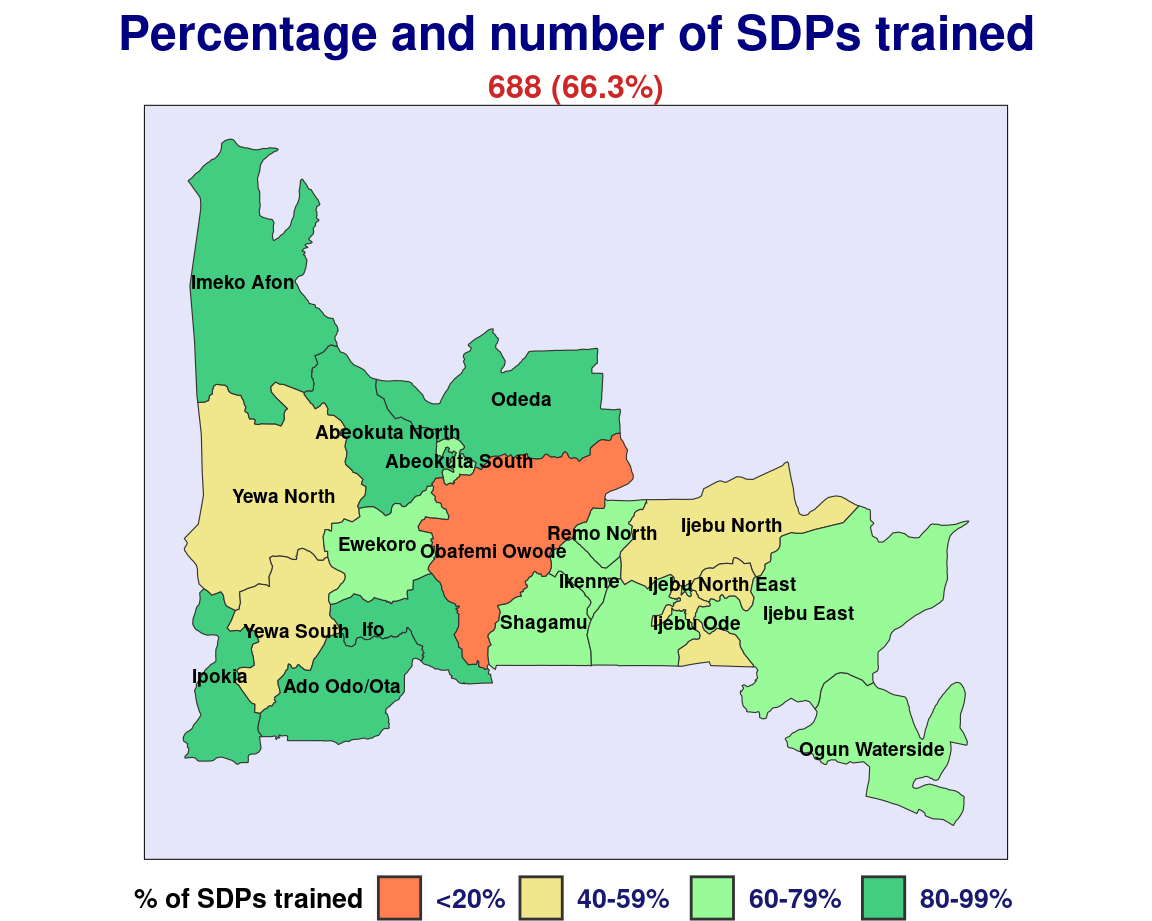 Percentage and number of SDPs trained
688 (66.3%)
Imeko Afon
Odeda
Abeokuta North
Abeokuta South
Yewa North
Ijebu North
Remo North
Ewekoro
Obafemi Owode
Ikenne
Ijebu North East
Ijebu East
Shagamu
Ijebu Ode
Yewa South
Ifo
Ipokia
Ado Odo/Ota
Ogun Waterside
% of SDPs trained <20% 40-59% 60-79% 80-99%